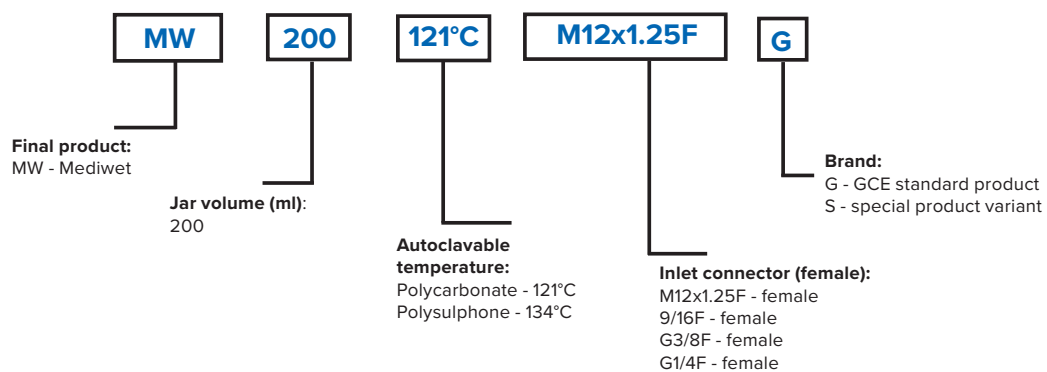 MW 200 121°C M12x1.25F G
Final product:
MW - Mediwet
Jar volume (ml):
200
Autoclavable
temperature:
Polycarbonate - 121°C
Polysulphone - 134°C
Inlet connector (female):
M12x1.25F - female
9/16F - female
G3/8F - female
G1/4F - female
Brand:
G - GCE standard product
S - special product variant